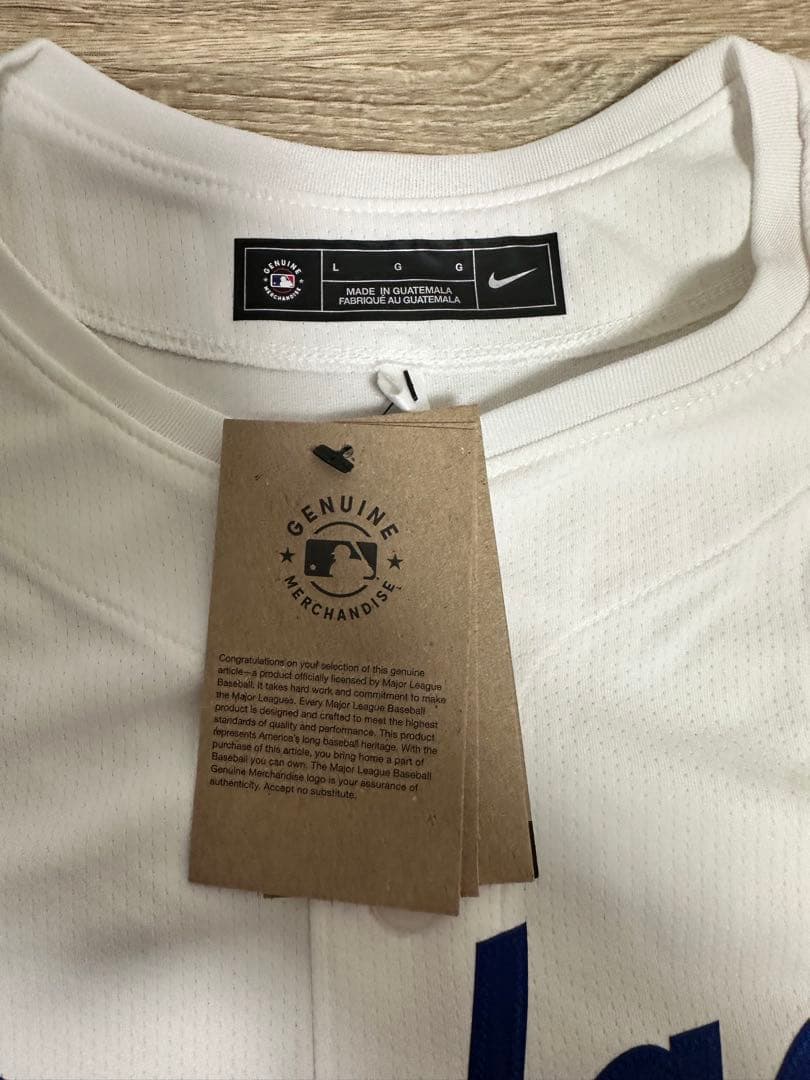 GENUINE
MERCHANDISE
L G G
MADE IN GUATEMALA
FABRIQUÉ AU GUATEMALA
GENUINE
MERCHANDISE
Congratulations on your selection of this genuine
article—a product officially licensed by Major League
Baseball. It takes hard work and commitment to make
the Major Leagues. Every Major League Baseball
product is designed and crafted to meet the highest
standards of quality and performance. This product
represents America's long baseball heritage. With the
purchase of this article, you bring home a part of
Baseball you can own. The Major League Baseball
Genuine Merchandise logo is your assurance of
authenticity. Accept no substitute.